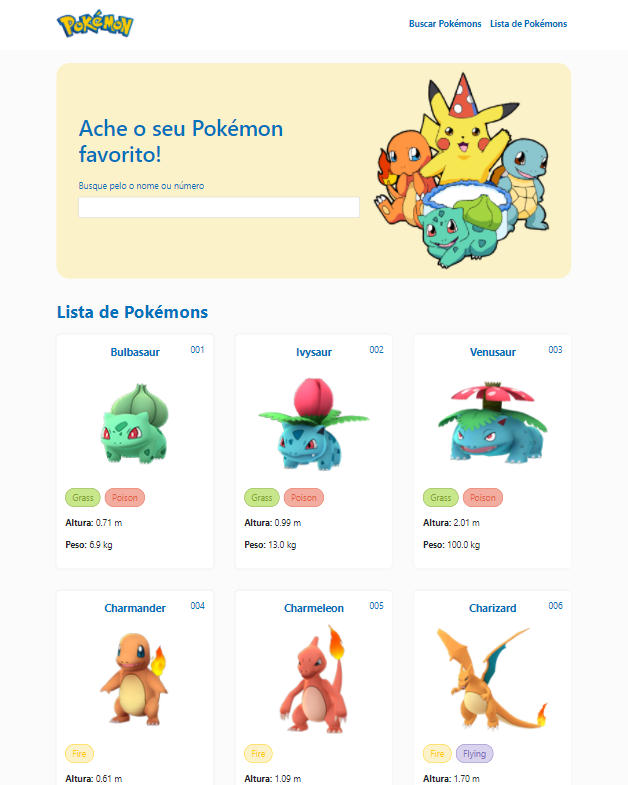 POKéMON
Buscar Pokémons Lista de Pokémons
Ache o seu Pokémon
favorito!
Busque pelo o nome ou número
Lista de Pokémons
Bulbasaur 001
Grass Poison
Altura: 0.71 m
Peso: 6.9 kg
Ivysaur 002
Grass Poison
Altura: 0.99 m
Peso: 13.0 kg
Venusaur 003
Grass Poison
Altura: 2.01 m
Peso: 100.0 kg
Charmander 004
Fire
Altura: 0.61 m
Charmeleon 005
Fire
Altura: 1.09 m
Charizard 006
Fire Flying
Altura: 1.70 m